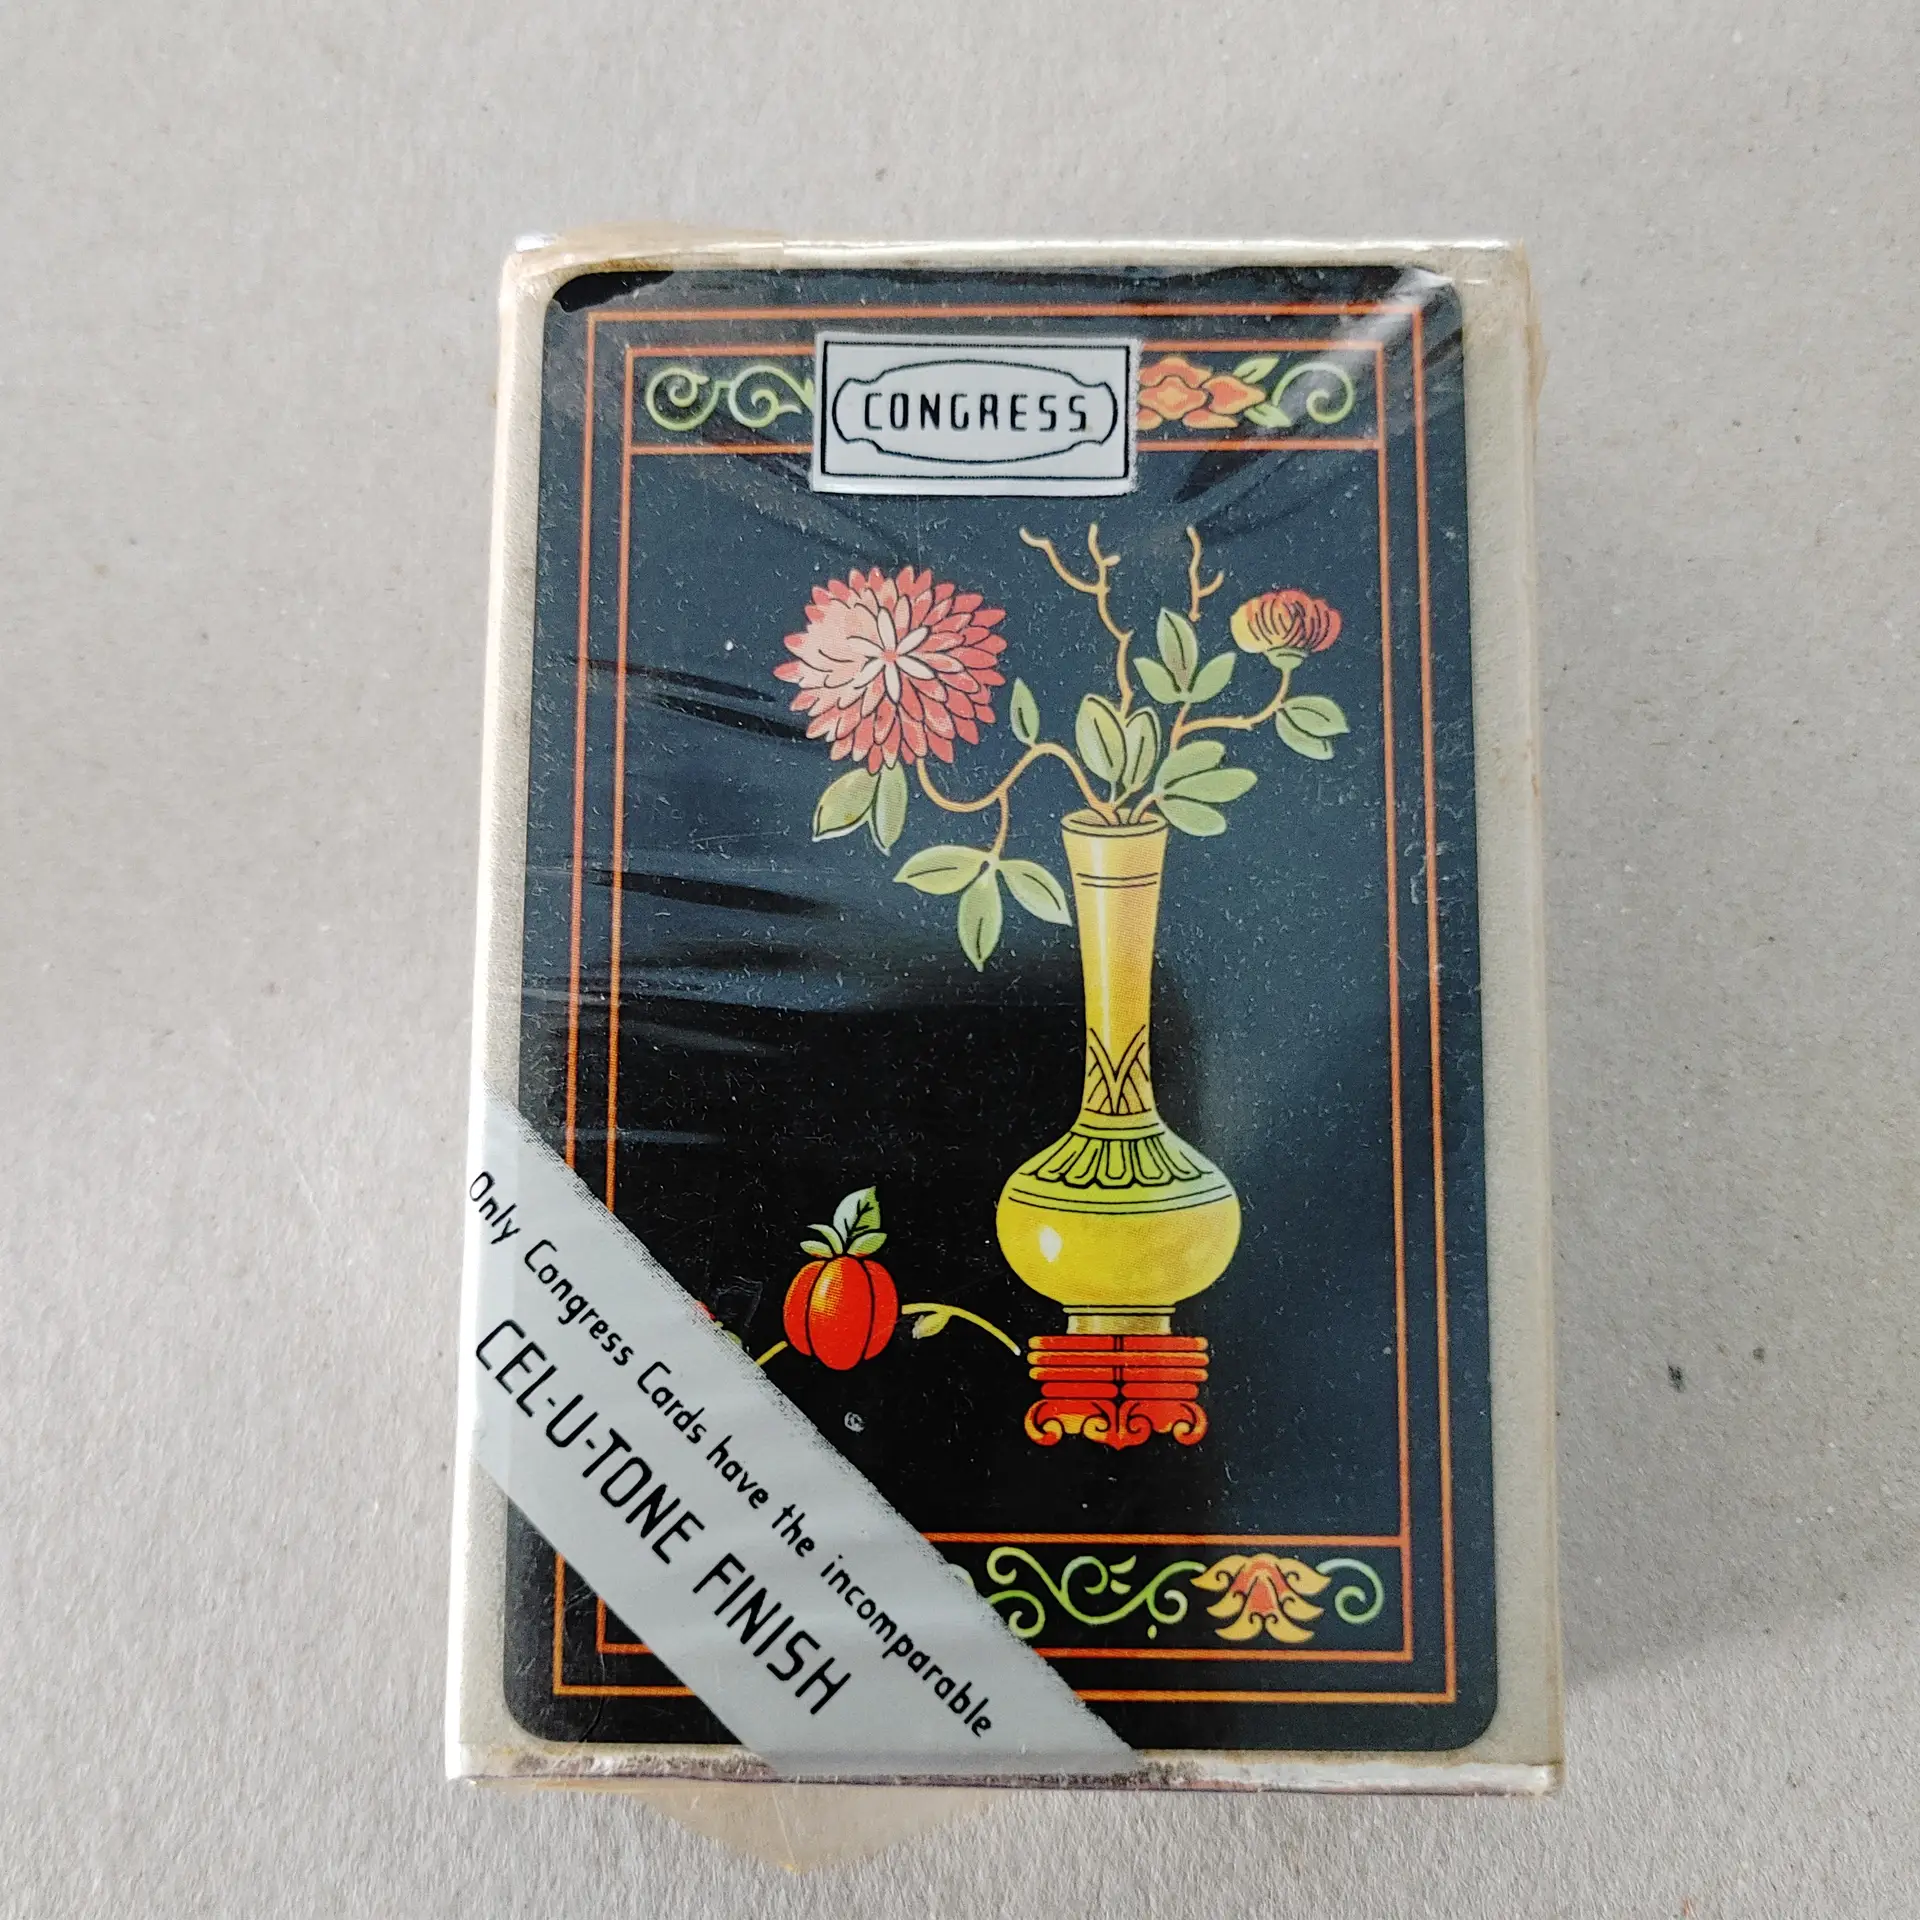 CONGRESS
Only Congress Cards have the incomparable
CEL-U-TONE FINISH